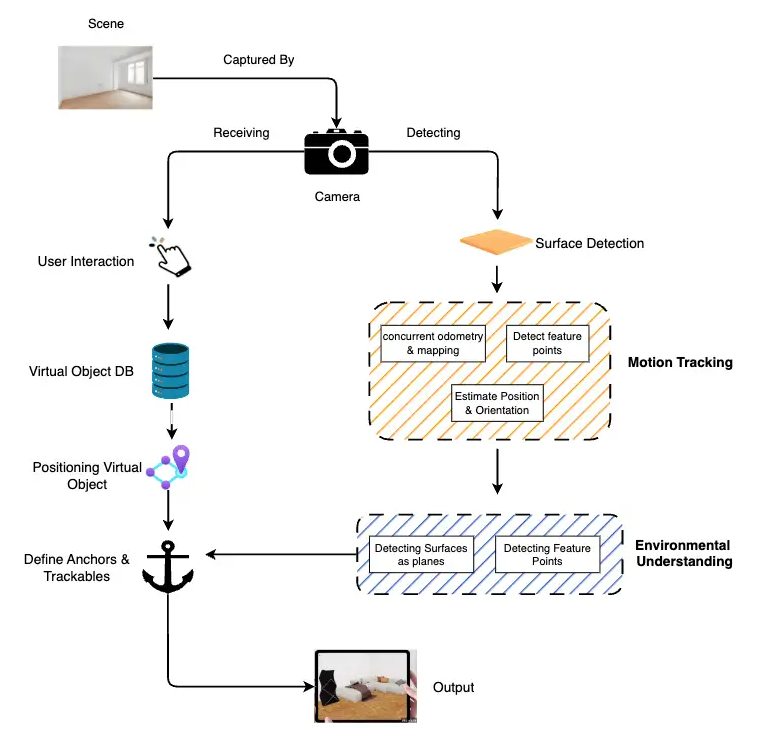 Scene
Captured By
Receiving
Detecting
Camera
User Interaction
Surface Detection
concurrent odometry
& mapping
Detect feature
points
Motion Tracking
Estimate Position
& Orientation
Virtual Object DB
Positioning Virtual
Object
Define Anchors &
Trackables
Detecting Surfaces
as planes
Detecting Feature
Points
Environmental
Understanding
Output